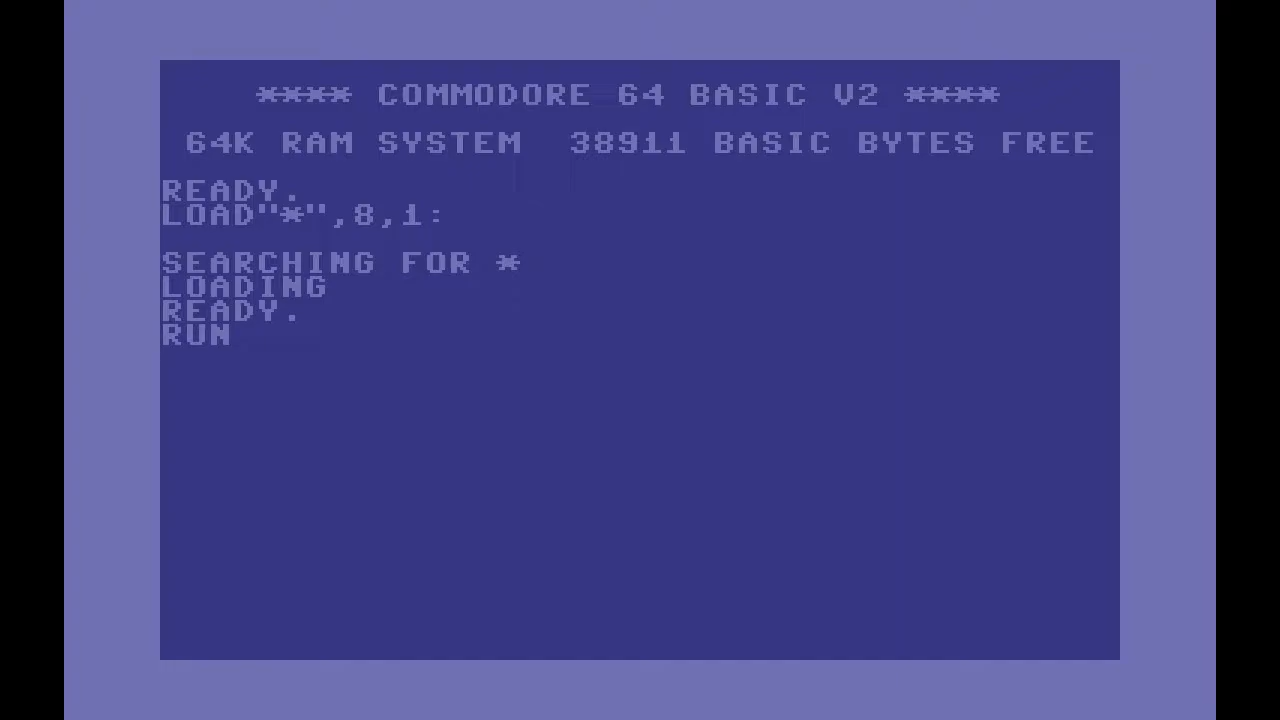 **** COMMODORE 64 BASIC V2 ****
64K RAM SYSTEM  38911 BASIC BYTES FREE
READY.
LOAD"*",8,1:
SEARCHING FOR *
LOADING
READY.
RUN